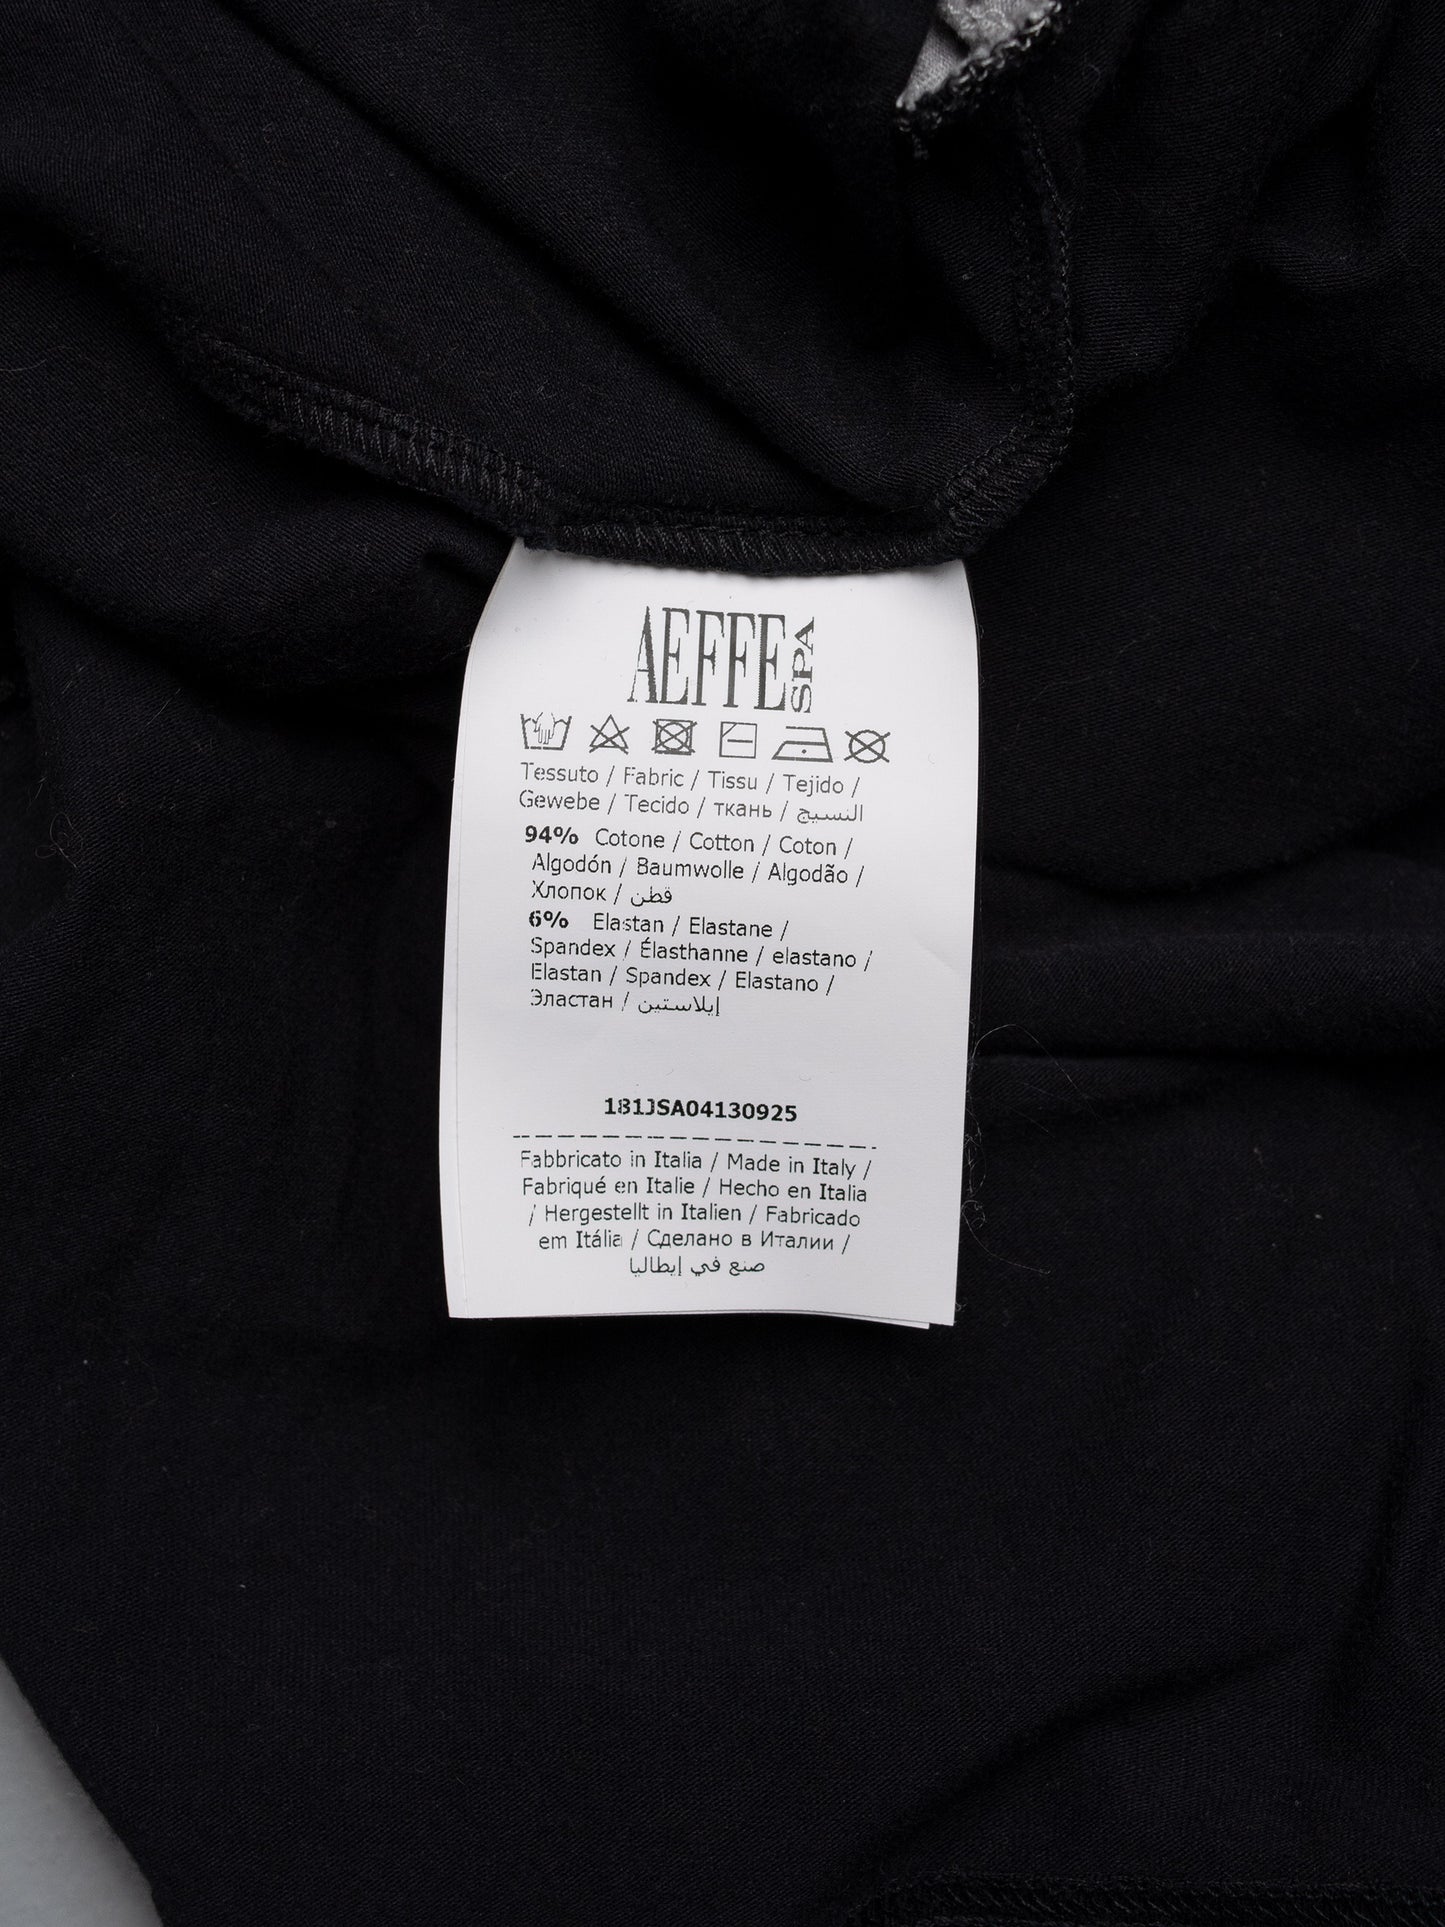 AEFFE SPA
Tessuto / Fabric / Tissu / Tejido /
Gewebe / Tecido / ткань / النسيج
94% Cotone / Cotton / Coton /
Algodón / Baumwolle / Algodão /
Хлопок / قطن
6% Elastan / Elastane /
Spandex / Élasthanne / elastano /
Elastan / Spandex / Elastano /
Эластан / إيلاستين
181JSA04130925
Fabbricato in Italia / Made in Italy /
Fabriqué en Italie / Hecho en Italia
/ Hergestellt in Italien / Fabricado
em Itália / Сделано в Италии /
صنع في إيطاليا